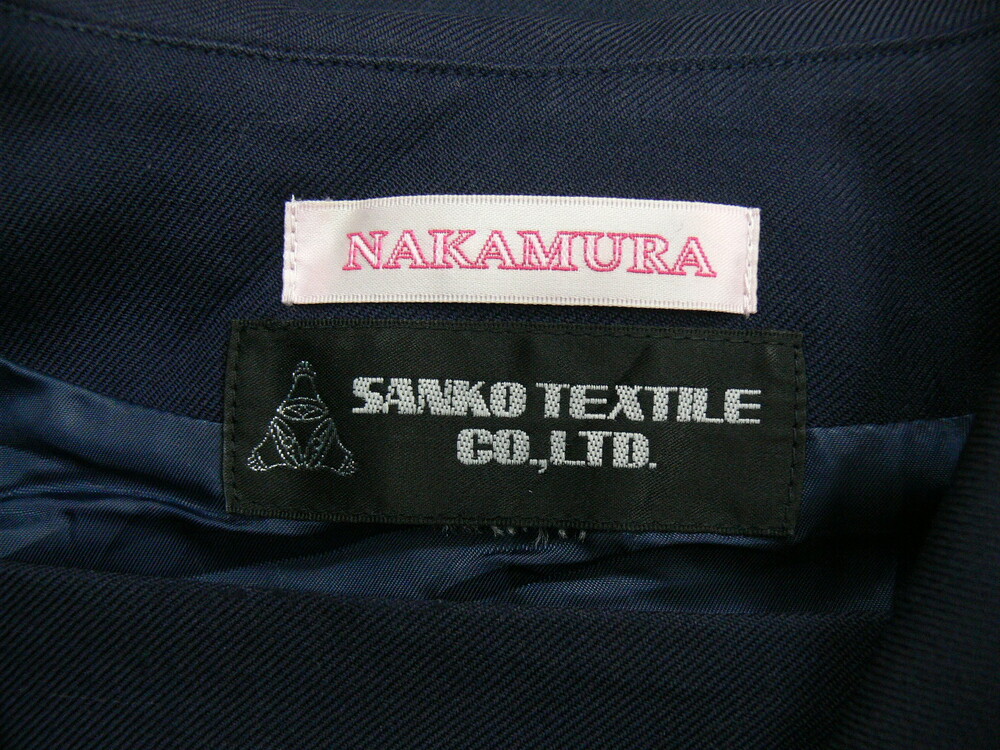 NAKAMURA
SANKO TEXTILE
CO.,LTD.